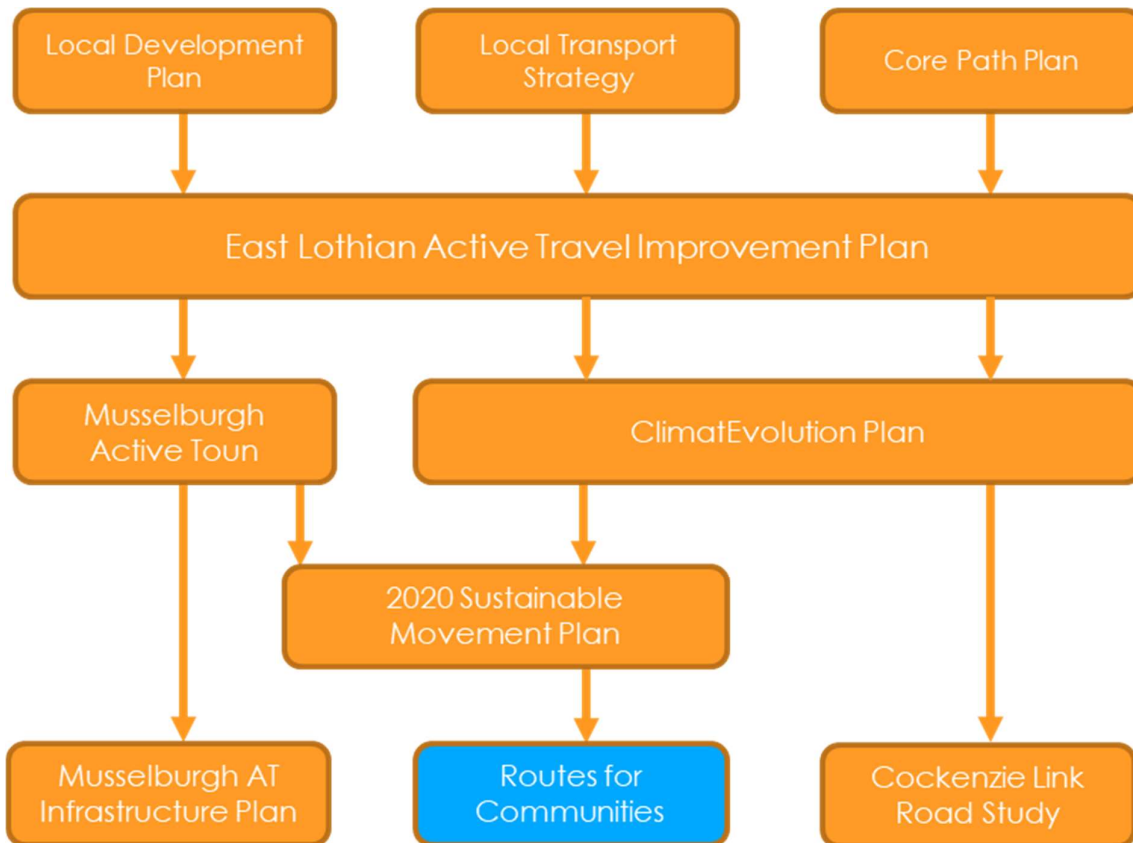 Local Development
Plan
Local Transport
Strategy
Core Path Plan
East Lothian Active Travel Improvement Plan
Musselburgh
Active Toun
ClimatEvolution Plan
2020 Sustainable
Movement Plan
Musselburgh AT
Infrastructure Plan
Routes for
Communities
Cockenzie Link
Road Study